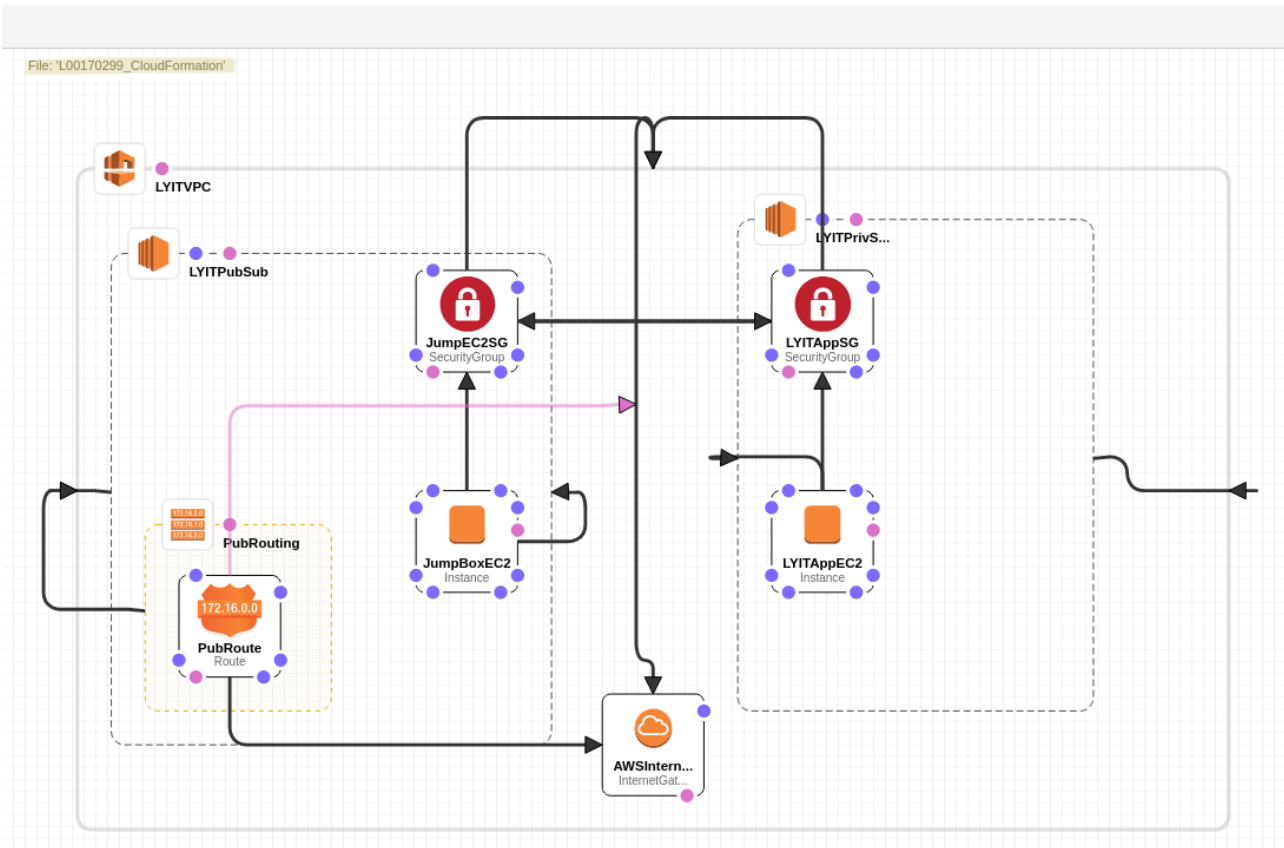 File: 'L00170299_CloudFormation'
LYITVPC
LYITPrivS...
LYITPubSub
JumpEC2SG
SecurityGroup
LYITAppSG
SecurityGroup
172.16.0.0
172.16.1.0
172.16.2.0
PubRouting
JumpBoxEC2
Instance
LYITAppEC2
Instance
172.16.0.0
PubRoute
Route
AWSIntern...
InternetGat...